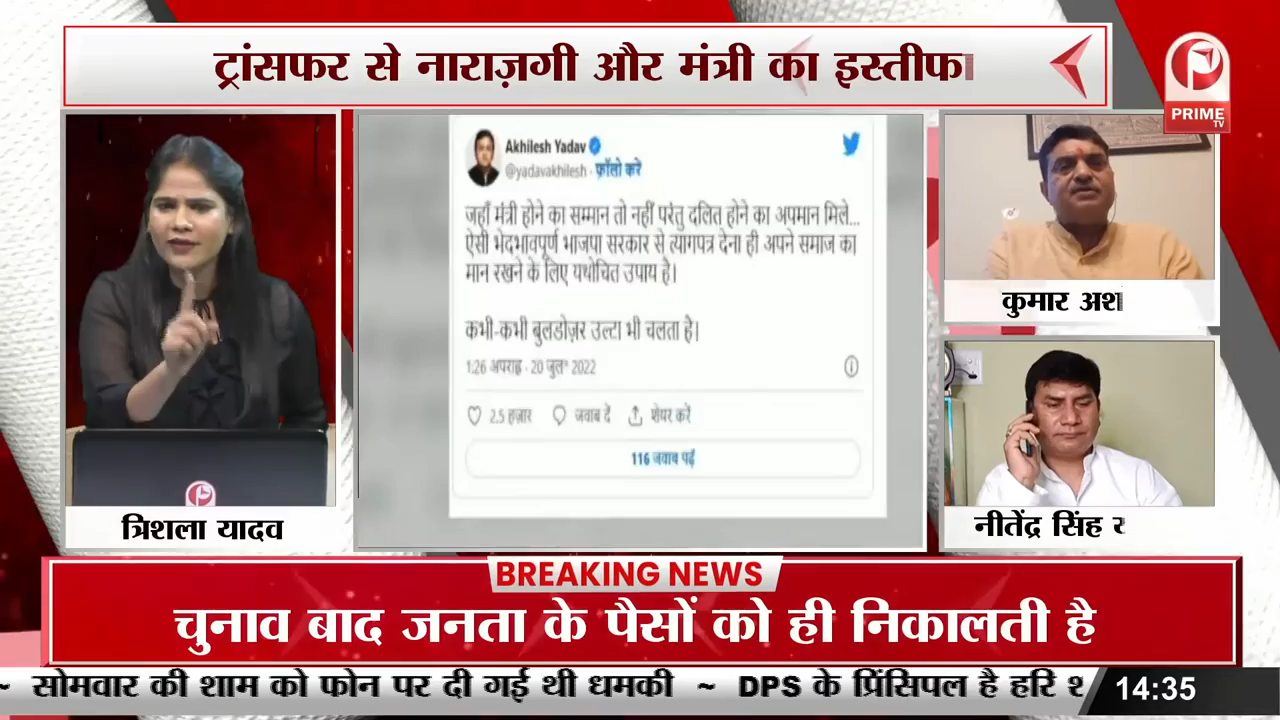 ट्रांसफर से नाराज़गी और मंत्री का इस्तीफा
PRIME
TV
Akhilesh Yadav
@yadavakhilesh · फ़ॉलो करें
जहाँ मंत्री होने का सम्मान तो नहीं परंतु दलित होने का अपमान मिले...
ऐसी भेदभावपूर्ण भाजपा सरकार से त्यागपत्र देना ही अपने समाज का
मान रखने के लिए यथोचित उपाय है।
कभी-कभी बुलडोज़र उल्टा भी चलता है।
1:26 अपराह्न · 20 जुल॰ 2022
2.5 हज़ार जवाब दें शेयर करें
116 जवाब पढ़ें
त्रिशला यादव
कुमार अश
नीतेंद्र सिंह
BREAKING NEWS
चुनाव बाद जनता के पैसों को ही निकालती है
~ सोमवार की शाम को फोन पर दी गई थी धमकी ~ DPS के प्रिंसिपल है हरि
14:35